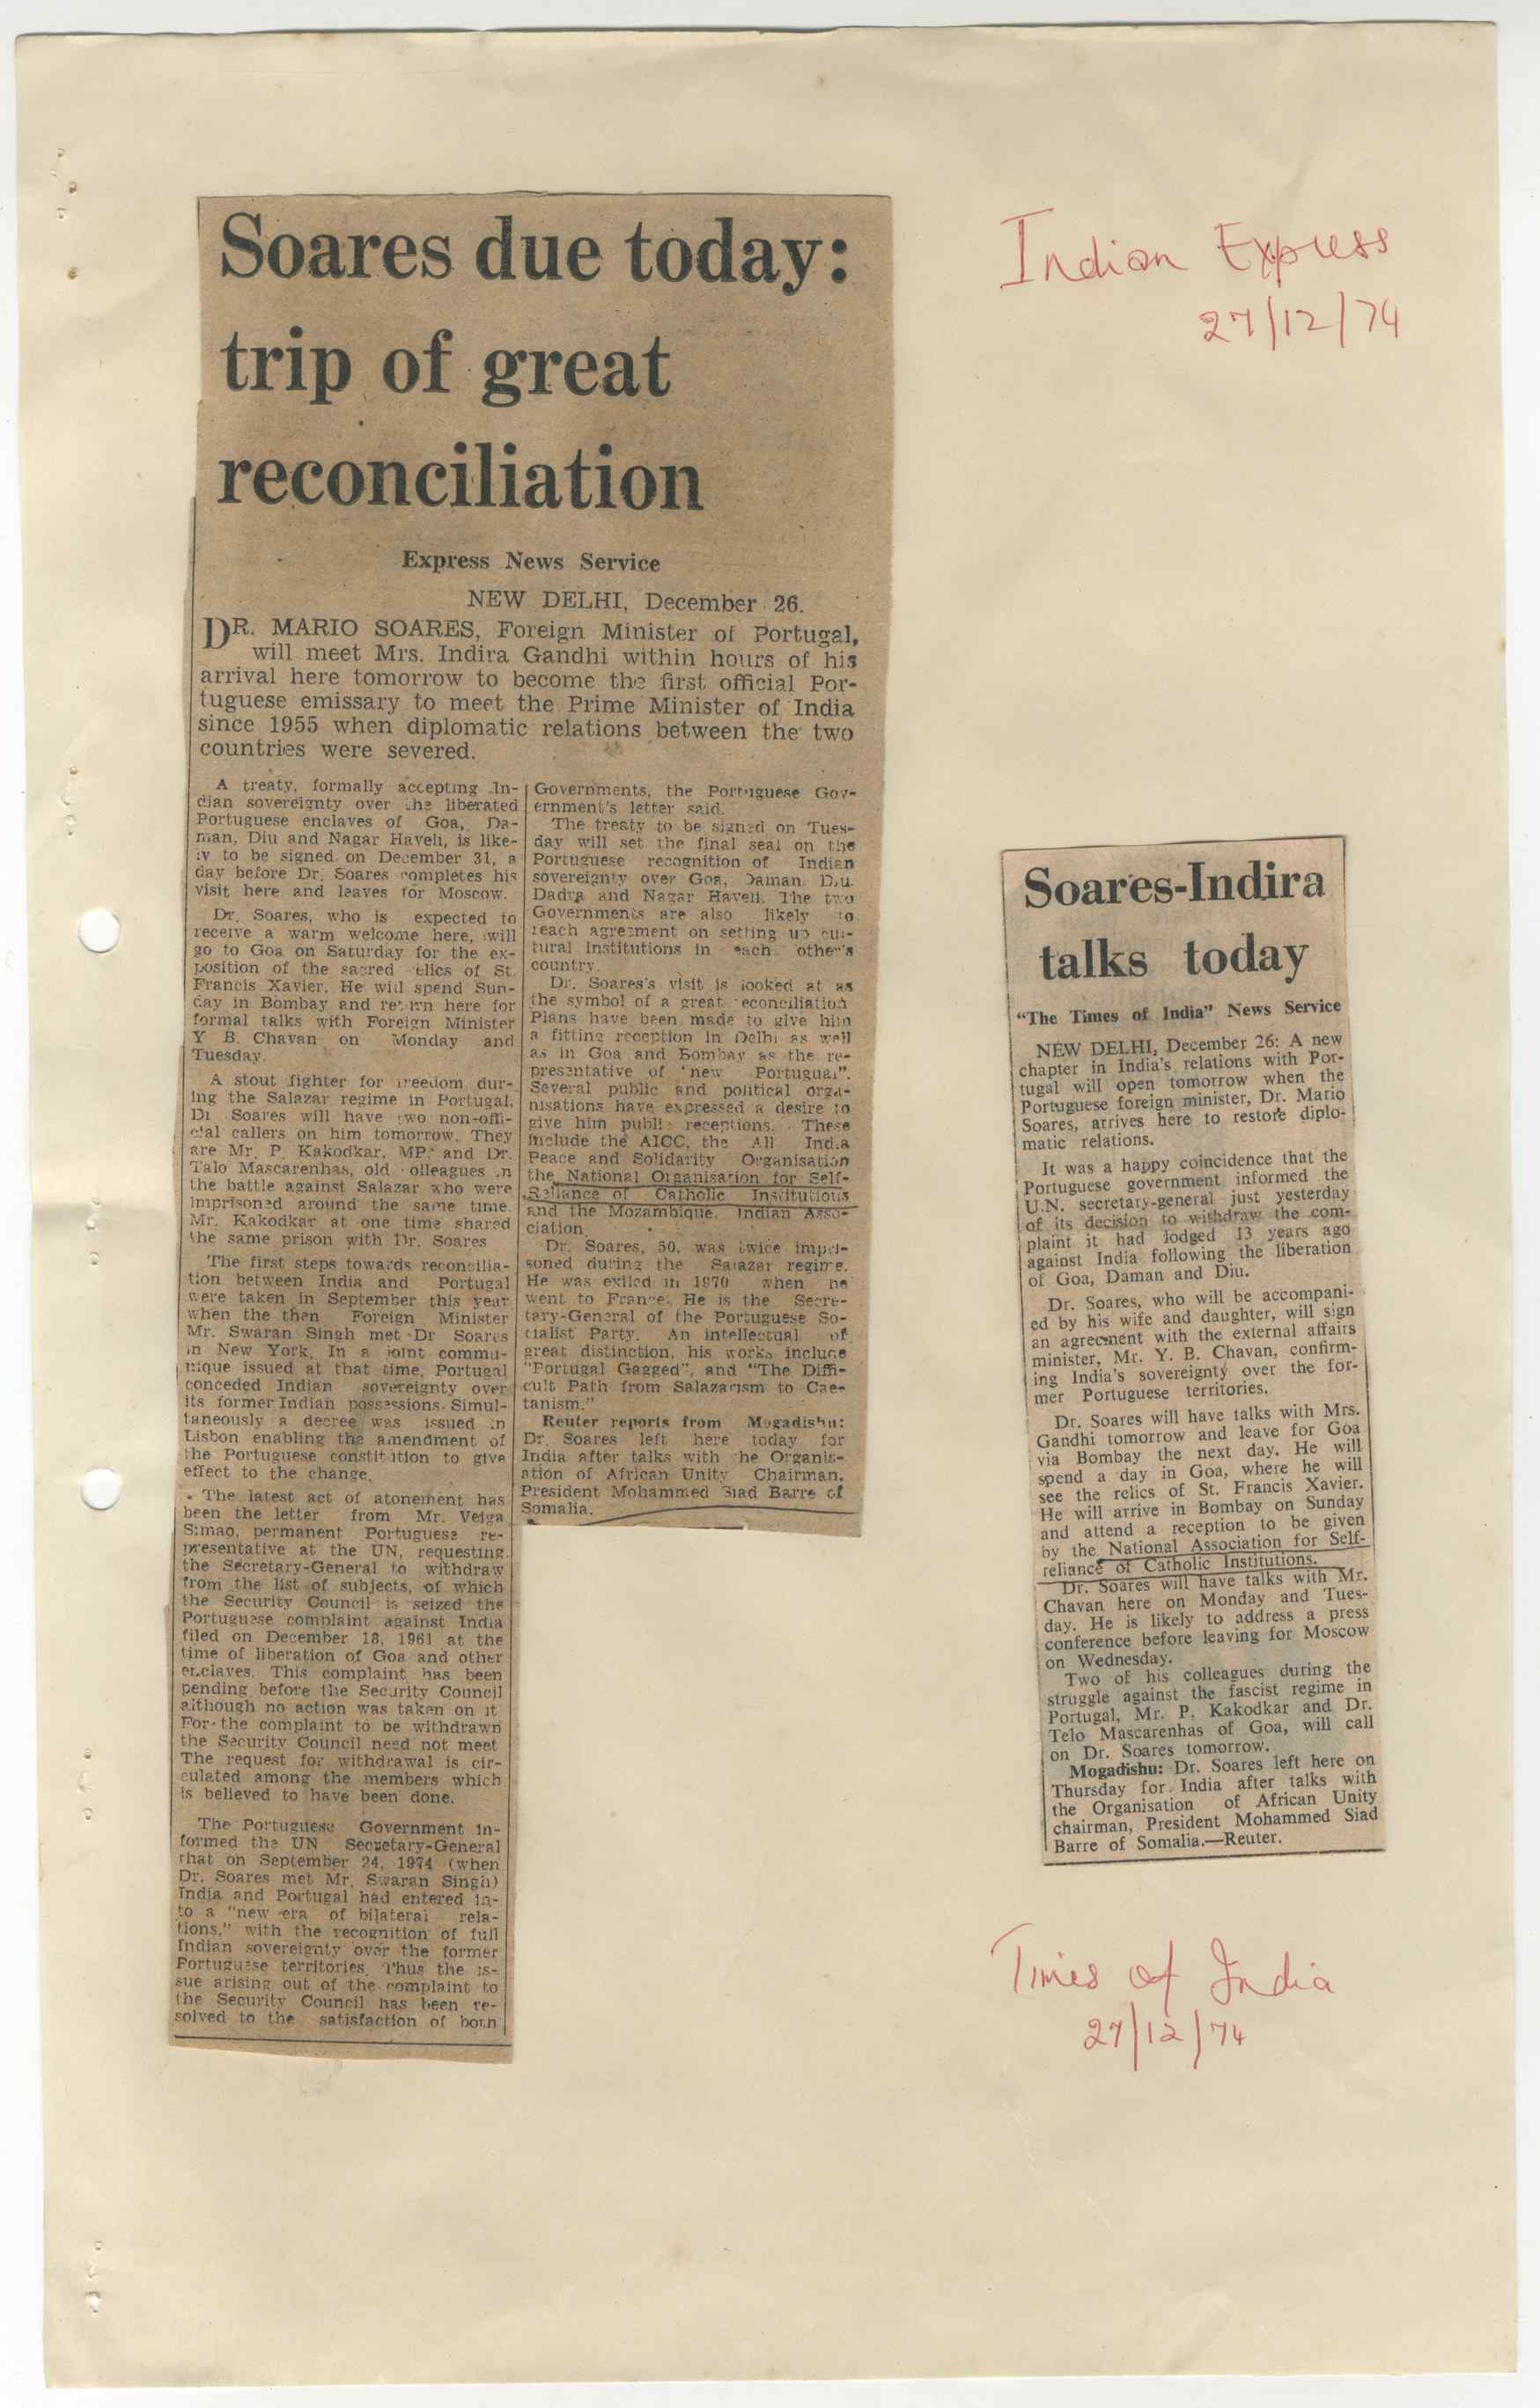 Soares due today:
trip of great
reconciliation
Express News Service
NEW DELHI, December 26.
DR. MARIO SOARES, Foreign Minister of Portugal,
will meet Mrs. Indira Gandhi within hours of his
arrival here tomorrow to become the first official Por-
tuguese emissary to meet the Prime Minister of India
since 1955 when diplomatic relations between the two
countries were severed.
A treaty, formally accepting In-
dian sovereignty over the liberated
Portuguese enclaves of Goa, Da-
man, Diu and Nagar Haveli, is like-
ly to be signed on December 31, a
day before Dr. Soares completes his
visit here and leaves for Moscow.
Dr. Soares, who is expected to
receive a warm welcome here, will
go to Goa on Saturday for the ex-
position of the sacred relics of St.
Francis Xavier. He will spend Sun-
day in Bombay and return here for
formal talks with Foreign Minister
Y B. Chavan on Monday and
Tuesday.
A stout fighter for freedom dur-
ing the Salazar regime in Portugal,
Dr Soares will have two non-offi-
cial callers on him tomorrow. They
are Mr. P. Kakodkar, MP. and Dr.
Talo Mascarenhas, old colleagues in
the battle against Salazar who were
imprisoned around the same time.
Mr. Kakodkar at one time shared
the same prison with Dr. Soares
The first steps towards reconcilia-
tion between India and Portugal
were taken in September this year
when the then Foreign Minister
Mr. Swaran Singh met Dr Soares
in New York. In a joint commu-
nique issued at that time, Portugal
conceded Indian sovereignty over
its former Indian possessions. Simul-
taneously a decree was issued in
Lisbon enabling the amendment of
the Portuguese constitution to give
effect to the change.
The latest act of atonement has
been the letter from Mr. Veiga
Simao, permanent Portuguese re-
presentative at the UN, requesting
the Secretary-General to withdraw
from the list of subjects, of which
the Security Council is seized the
Portuguese complaint against India
filed on December 18, 1961 at the
time of liberation of Goa and other
enclaves. This complaint has been
pending before the Security Council
although no action was taken on it
For the complaint to be withdrawn
the Security Council need not meet
The request for withdrawal is cir-
culated among the members which
is believed to have been done.
The Portuguese Government in-
formed the UN Secretary-General
that on September 24, 1974 (when
Dr. Soares met Mr. Swaran Singh)
India and Portugal had entered in-
to a "new era of bilateral rela-
tions," with the recognition of full
Indian sovereignty over the former
Portuguese territories. Thus the is-
sue arising out of the complaint to
the Security Council has been re-
solved to the satisfaction of both
Governments, the Portuguese Gov-
ernment's letter said.
The treaty to be signed on Tues-
day will set the final seal on the
Portuguese recognition of Indian
sovereignty over Goa, Daman. Diu.
Dadra and Nagar Haveli. The two
Governments are also likely to
reach agreement on setting up cul-
tural institutions in each other's
country.
Dr. Soares's visit is looked at as
the symbol of a great reconciliation
Plans have been made to give him
a fitting reception in Delhi as well
as in Goa and Bombay as the re-
presentative of "new Portugual".
Several public and political orga-
nisations have expressed a desire to
give him public receptions. These
include the AICC, the All India
Peace and Solidarity Organisation
the National Organisation for Self-
Reliance of Catholic Institutions
and the Mozambique Indian Asso-
ciation
Dr. Soares, 50, was twice impri-
soned during the Salazar regime.
He was exiled in 1970 when he
went to France. He is the Secre-
tary-General of the Portuguese So-
cialist Party. An intellectual of
great distinction, his works include
"Portugal Gagged", and "The Diffi-
cult Path from Salazarism to Cae-
tanism."
Reuter reports from Mogadishu:
Dr. Soares left here today for
India after talks with the Organis-
ation of African Unity Chairman,
President Mohammed Siad Barre of
Somalia.
Indian Express
27/12/74
Soares-Indira
talks today
"The Times of India" News Service
NEW DELHI, December 26: A new
chapter in India's relations with Por-
tugal will open tomorrow when the
Portuguese foreign minister, Dr. Mario
Soares, arrives here to restore diplo-
matic relations.
It was a happy coincidence that the
Portuguese government informed the
U.N. secretary-general just yesterday
of its decision to withdraw the com-
plaint it had lodged 13 years ago
against India following the liberation
of Goa, Daman and Diu.
Dr. Soares, who will be accompani-
ed by his wife and daughter, will sign
an agreement with the external affairs
minister, Mr. Y. B. Chavan, confirm-
ing India's sovereignty over the for-
mer Portuguese territories.
Dr. Soares will have talks with Mrs.
Gandhi tomorrow and leave for Goa
via Bombay the next day. He will
spend a day in Goa, where he will
see the relics of St. Francis Xavier.
He will arrive in Bombay on Sunday
and attend a reception to be given
by the National Association for Self-
reliance of Catholic Institutions.
Dr. Soares will have talks with Mr.
Chavan here on Monday and Tues-
day. He is likely to address a press
conference before leaving for Moscow
on Wednesday.
Two of his colleagues during the
struggle against the fascist regime in
Portugal, Mr. P. Kakodkar and Dr.
Telo Mascarenhas of Goa, will call
on Dr. Soares tomorrow.
Mogadishu: Dr. Soares left here on
Thursday for India after talks with
the Organisation of African Unity
chairman, President Mohammed Siad
Barre of Somalia.—Reuter.
Times of India
27/12/74